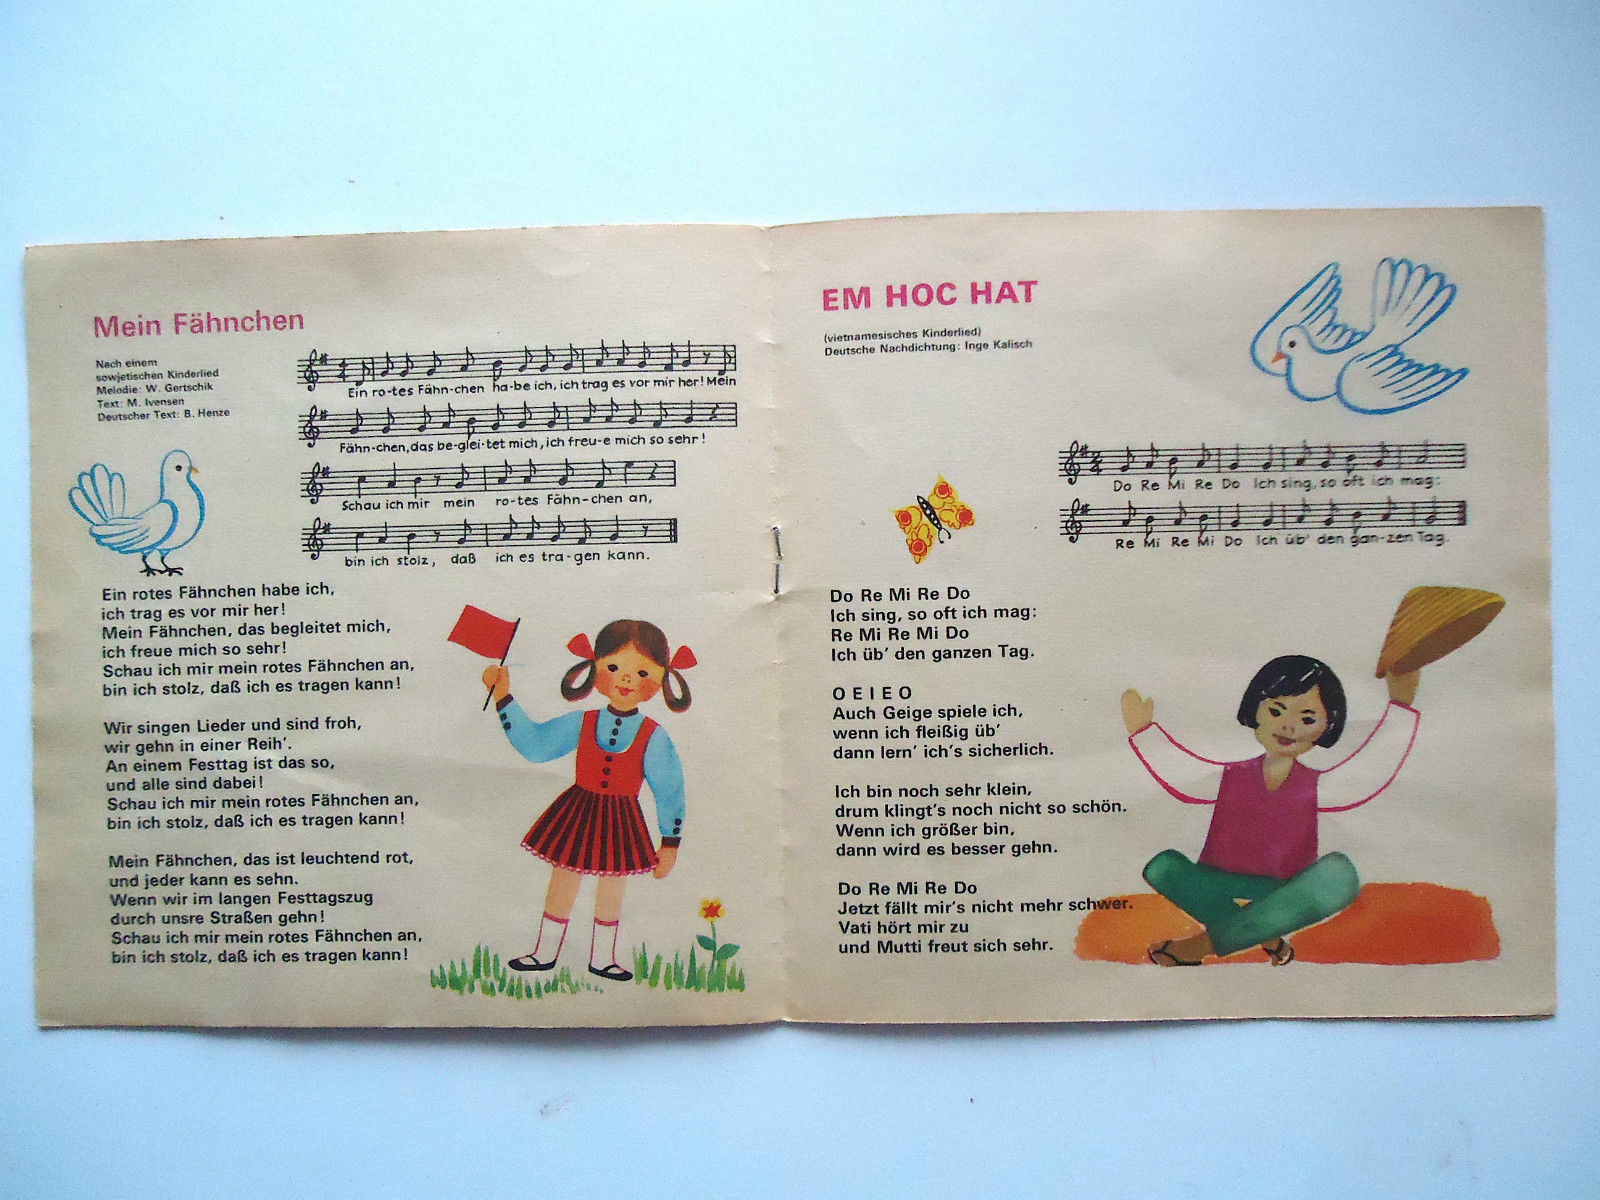 Mein Fähnchen
Nach einem
sowjetischen Kinderlied
Melodie: W. Gertschik
Text: M. Ivensen
Deutscher Text: B. Henze
Ein ro-tes Fähn-chen ha-be ich, ich trag es vor mir her! Mein
Fähn-chen, das be-glei-tet mich, ich freu-e mich so sehr!
Schau ich mir mein ro-tes Fähn-chen an,
bin ich stolz, daß ich es tra-gen kann.
Ein rotes Fähnchen habe ich,
ich trag es vor mir her!
Mein Fähnchen, das begleitet mich,
ich freue mich so sehr!
Schau ich mir mein rotes Fähnchen an,
bin ich stolz, daß ich es tragen kann!
Wir singen Lieder und sind froh,
wir gehn in einer Reih'.
An einem Festtag ist das so,
und alle sind dabei!
Schau ich mir mein rotes Fähnchen an,
bin ich stolz, daß ich es tragen kann!
Mein Fähnchen, das ist leuchtend rot,
und jeder kann es sehn.
Wenn wir im langen Festtagszug
durch unsre Straßen gehn!
Schau ich mir mein rotes Fähnchen an,
bin ich stolz, daß ich es tragen kann!
EM HOC HAT
(vietnamesisches Kinderlied)
Deutsche Nachdichtung: Inge Kalisch
Do Re Mi Re Do Ich sing, so oft ich mag:
Re Mi Re Mi Do Ich üb' den gan-zen Tag.
Do Re Mi Re Do
Ich sing, so oft ich mag:
Re Mi Re Mi Do
Ich üb' den ganzen Tag.
O E I E O
Auch Geige spiele ich,
wenn ich fleißig üb'
dann lern' ich's sicherlich.
Ich bin noch sehr klein,
drum klingt's noch nicht so schön.
Wenn ich größer bin,
dann wird es besser gehn.
Do Re Mi Re Do
Jetzt fällt mir's nicht mehr schwer.
Vati hört mir zu
und Mutti freut sich sehr.